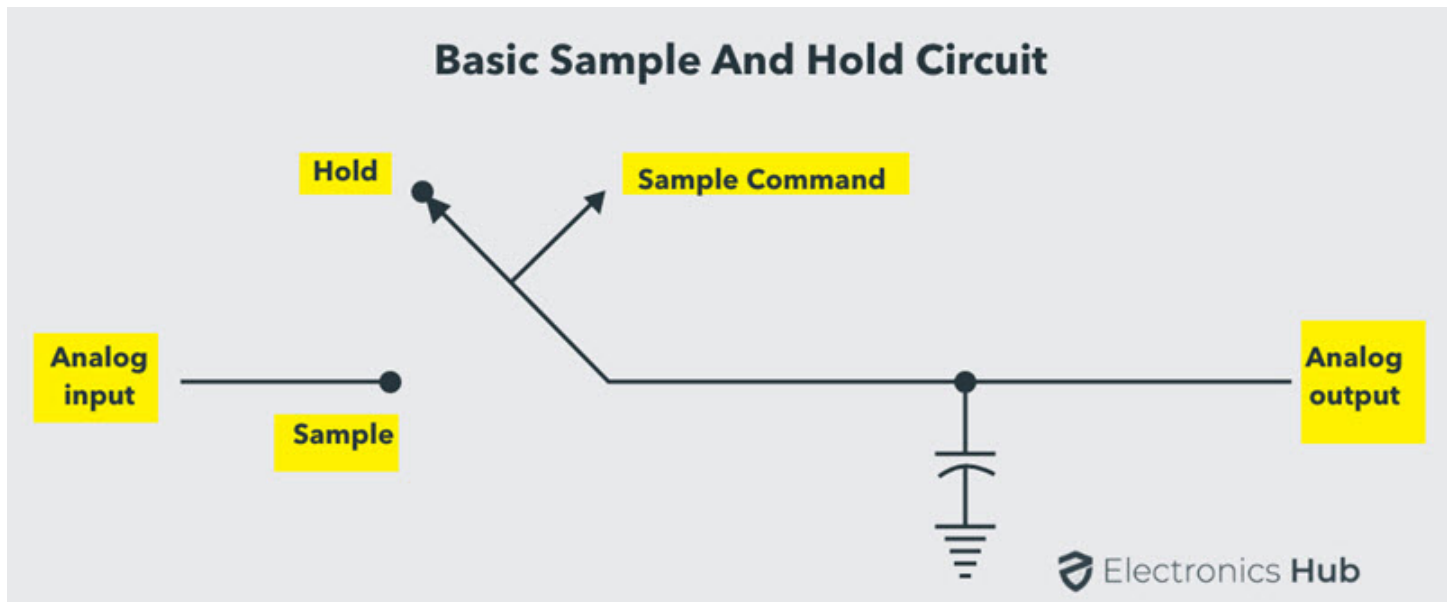 Basic Sample And Hold Circuit
Hold
Sample Command
Analog
input
Sample
Analog
output
Electronics Hub